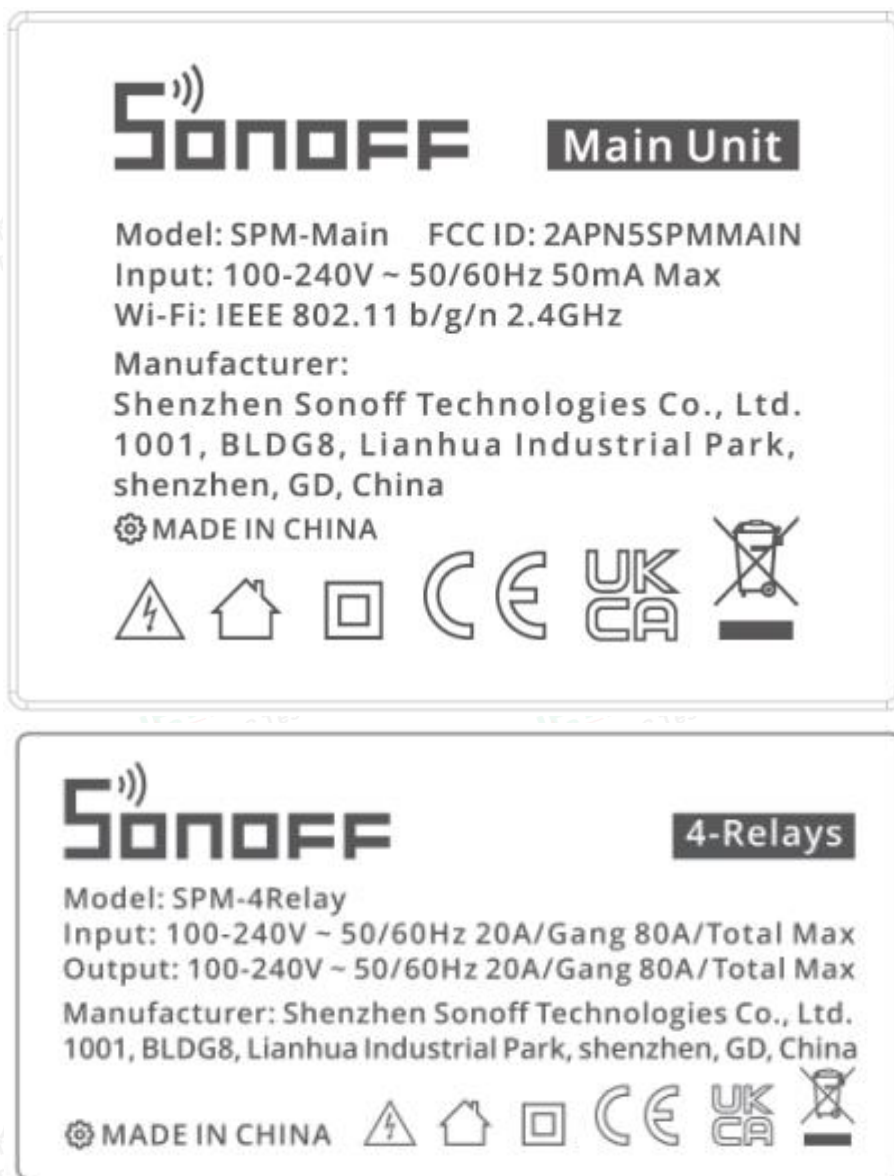 SONOFF Main Unit
Model: SPM-Main FCC ID: 2APN5SPMMAIN
Input: 100-240V ~ 50/60Hz 50mA Max
Wi-Fi: IEEE 802.11 b/g/n 2.4GHz
Manufacturer:
Shenzhen Sonoff Technologies Co., Ltd.
1001, BLDG8, Lianhua Industrial Park,
shenzhen, GD, China
MADE IN CHINA
CE UK
CA
SONOFF 4-Relays
Model: SPM-4Relay
Input: 100-240V ~ 50/60Hz 20A/Gang 80A/Total Max
Output: 100-240V ~ 50/60Hz 20A/Gang 80A/Total Max
Manufacturer: Shenzhen Sonoff Technologies Co., Ltd.
1001, BLDG8, Lianhua Industrial Park, shenzhen, GD, China
MADE IN CHINA CE UK
CA